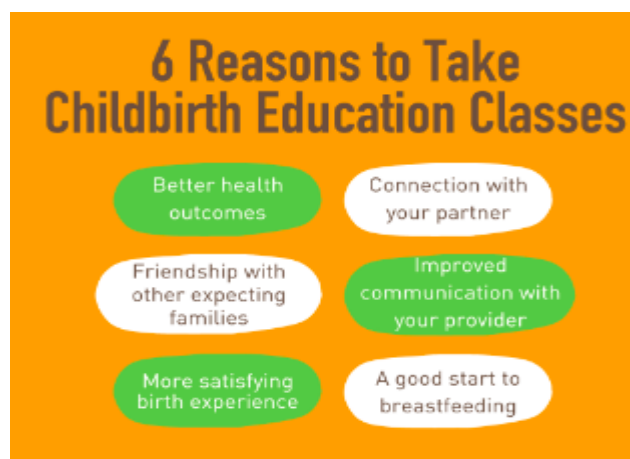 6 Reasons to Take
Childbirth Education Classes
Better health
outcomes
Connection with
your partner
Friendship with
other expecting
families
Improved
communication with
your provider
More satisfying
birth experience
A good start to
breastfeeding